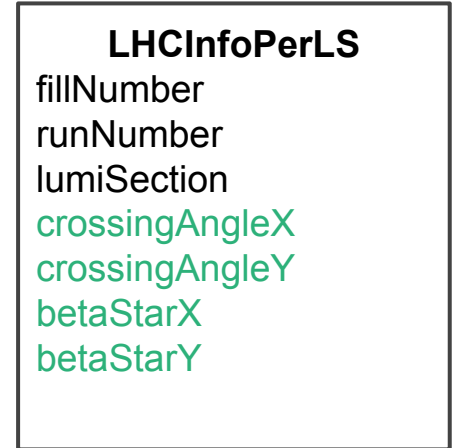 LHCInfoPerLS
fillNumber
runNumber
lumiSection
crossingAngleX
crossingAngleY
betaStarX
betaStarY